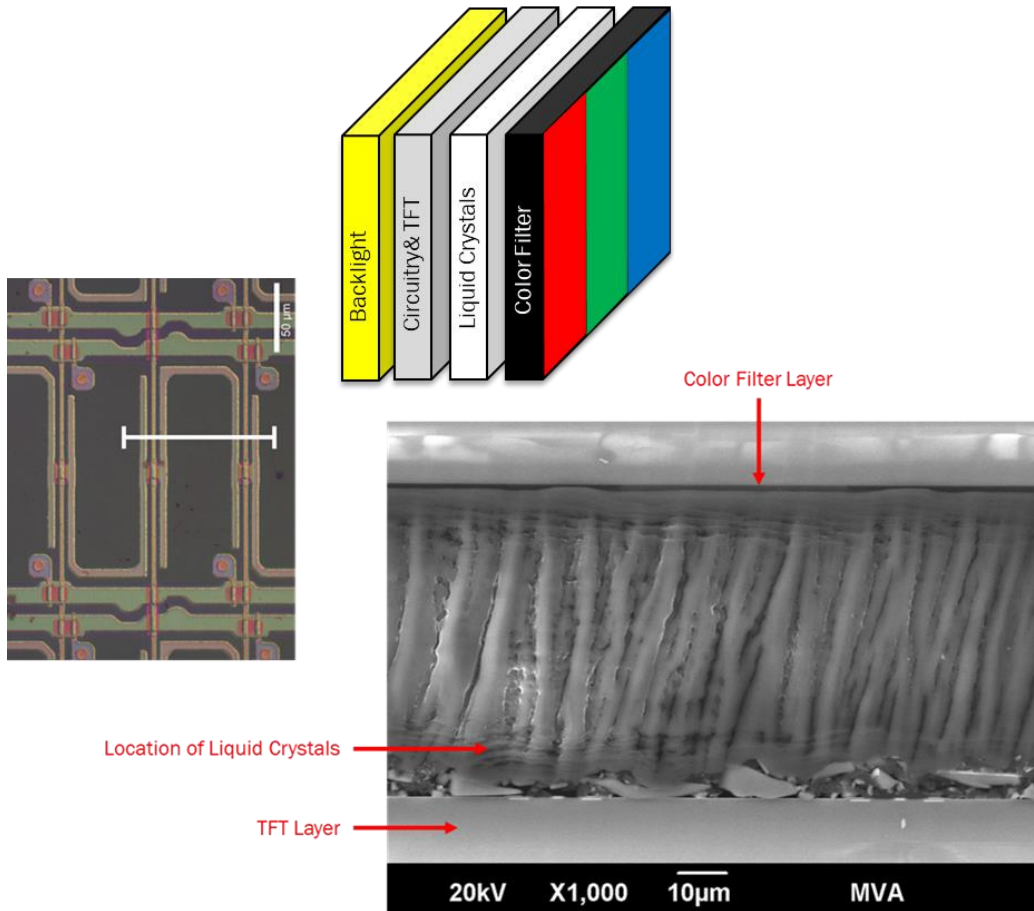 Backlight
Circuitry& TFT
Liquid Crystals
Color Filter
50 µm
Color Filter Layer
Location of Liquid Crystals
TFT Layer
20kV X1,000 10µm MVA